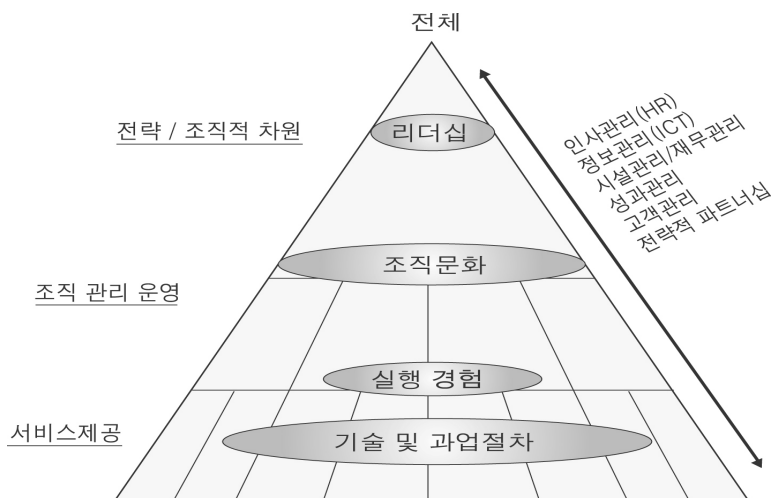 전체
전략 / 조직적 차원
리더십
인사관리(HR)
정보관리(ICT)
시설관리/재무관리
성과관리
고객관리
전략적 파트너십
조직문화
조직 관리 운영
실행 경험
서비스제공
기술 및 과업절차